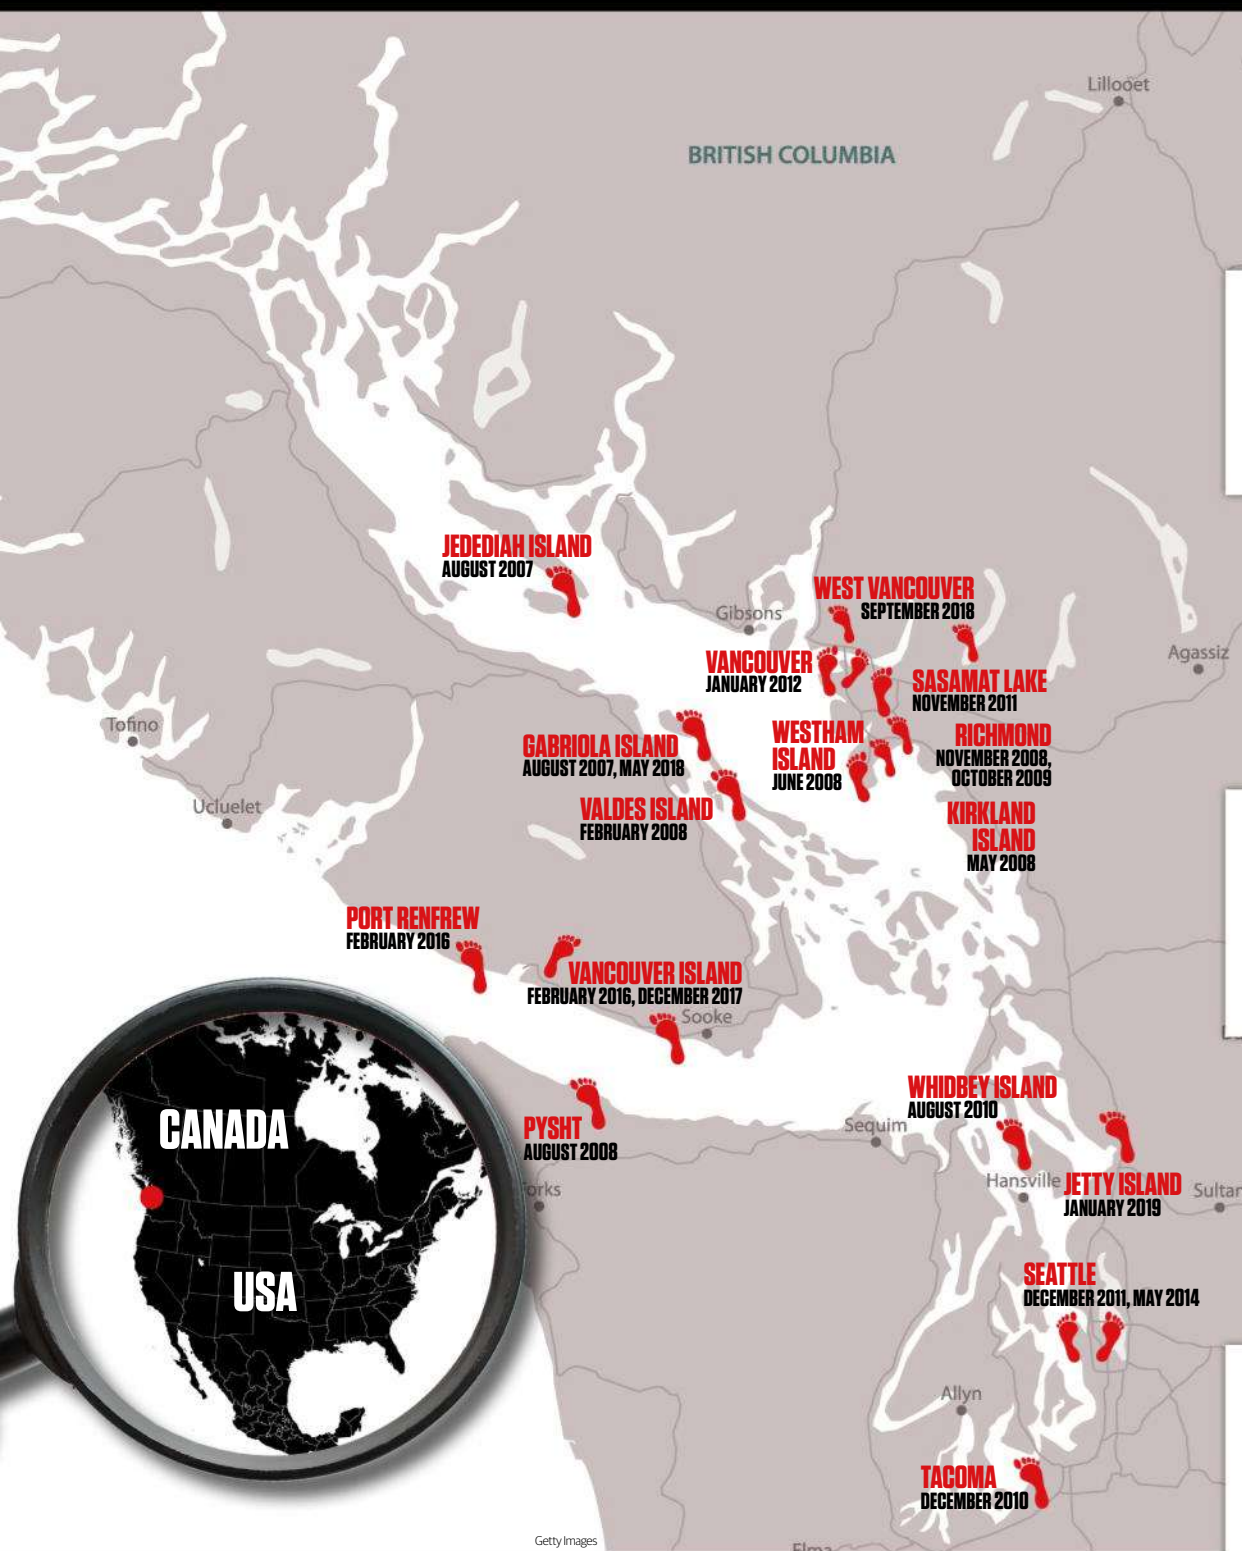 Lillooet
BRITISH COLUMBIA
JEDEDIAH ISLAND
AUGUST 2007
Gibsons
WEST VANCOUVER
SEPTEMBER 2018
Agassiz
VANCOUVER
JANUARY 2012
SASAMAT LAKE
NOVEMBER 2011
Tofino
GABRIOLA ISLAND
AUGUST 2007, MAY 2018
WESTHAM
ISLAND
JUNE 2008
RICHMOND
NOVEMBER 2008,
OCTOBER 2009
Ucluelet
VALDES ISLAND
FEBRUARY 2008
KIRKLAND
ISLAND
MAY 2008
PORT RENFREW
FEBRUARY 2016
VANCOUVER ISLAND
FEBRUARY 2016, DECEMBER 2017
Sooke
WHIDBEY ISLAND
AUGUST 2010
CANADA
PYSHT
AUGUST 2008
Sequim
orks
Hansville
JETTY ISLAND
JANUARY 2019
Sultar
USA
SEATTLE
DECEMBER 2011, MAY 2014
Allyn
TACOMA
DECEMBER 2010
Getty Images